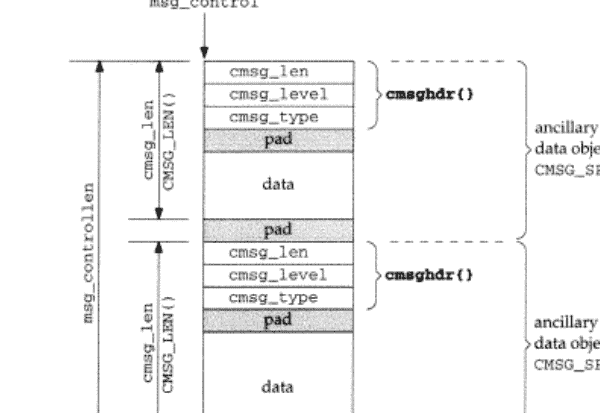 msg_control
cmsg_len
cmsg_level
cmsg_type
cmsghdr{}
pad
data
pad
cmsg_len
CMSG_LEN()
ancillary
data obje
CMSG_SP
msg_controllen
cmsg_len
cmsg_level
cmsg_type
cmsghdr{}
pad
data
cmsg_len
CMSG_LEN()
ancillary
data obje
CMSG_SP